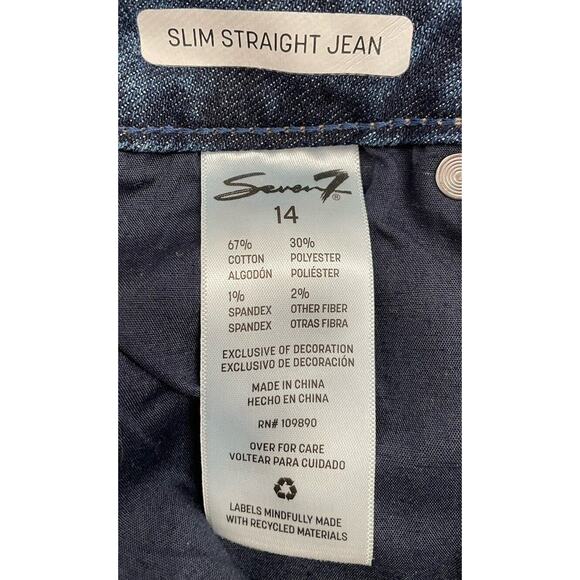 SLIM STRAIGHT JEAN
Seven7®
14
67% 30%
COTTON POLYESTER
ALGODÓN POLIÉSTER
1% 2%
SPANDEX OTHER FIBER
SPANDEX OTRAS FIBRA
EXCLUSIVE OF DECORATION
EXCLUSIVO DE DECORACIÓN
MADE IN CHINA
HECHO EN CHINA
RN# 109890
OVER FOR CARE
VOLTEAR PARA CUIDADO
LABELS MINDFULLY MADE
WITH RECYCLED MATERIALS